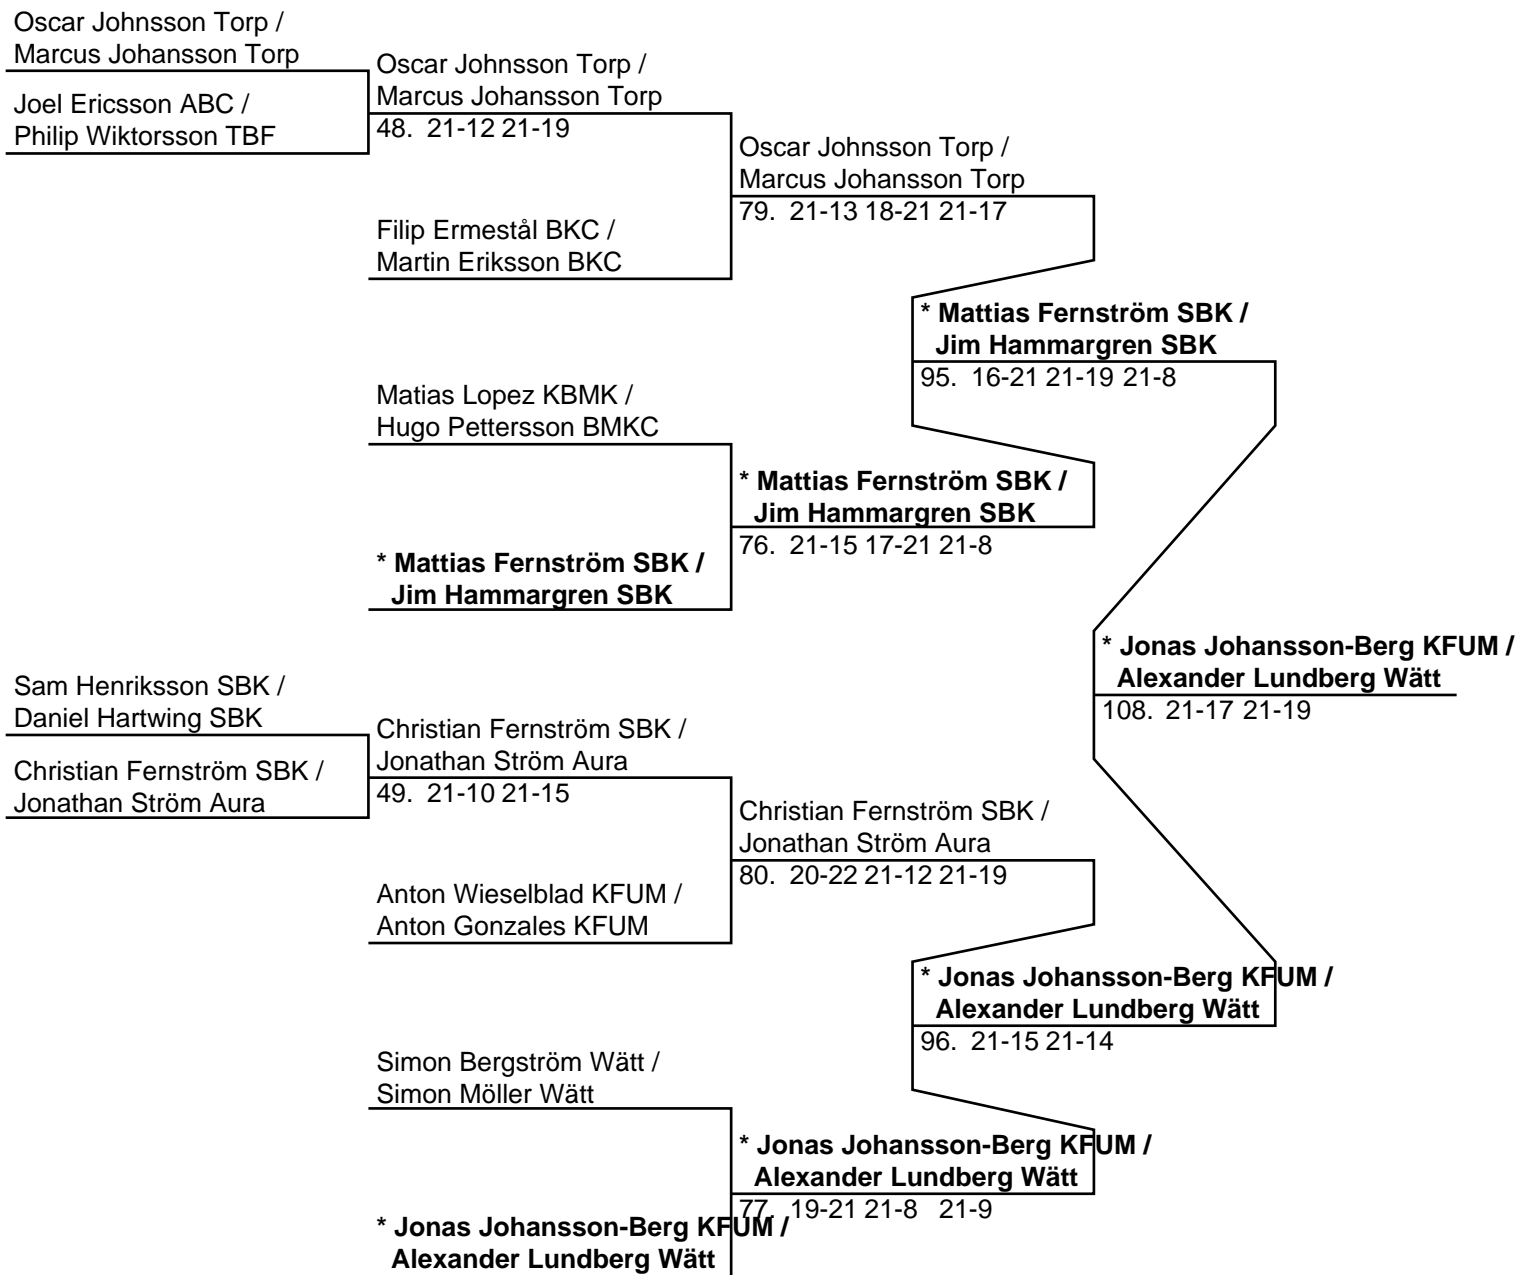 Oscar Johnsson Torp /
Marcus Johansson Torp
Joel Ericsson ABC /
Philip Wiktorsson TBF
Oscar Johnsson Torp /
Marcus Johansson Torp
48. 21-12 21-19
Filip Ermestål BKC /
Martin Eriksson BKC
Oscar Johnsson Torp /
Marcus Johansson Torp
79. 21-13 18-21 21-17
Matias Lopez KBMK /
Hugo Pettersson BMKC
* Mattias Fernström SBK /
Jim Hammargren SBK
* Mattias Fernström SBK /
Jim Hammargren SBK
76. 21-15 17-21 21-8
* Mattias Fernström SBK /
Jim Hammargren SBK
95. 16-21 21-19 21-8
Sam Henriksson SBK /
Daniel Hartwing SBK
Christian Fernström SBK /
Jonathan Ström Aura
Christian Fernström SBK /
Jonathan Ström Aura
49. 21-10 21-15
Anton Wieselblad KFUM /
Anton Gonzales KFUM
Christian Fernström SBK /
Jonathan Ström Aura
80. 20-22 21-12 21-19
Simon Bergström Wätt /
Simon Möller Wätt
* Jonas Johansson-Berg KFUM /
Alexander Lundberg Wätt
* Jonas Johansson-Berg KFUM /
Alexander Lundberg Wätt
77. 19-21 21-8 21-9
* Jonas Johansson-Berg KFUM /
Alexander Lundberg Wätt
96. 21-15 21-14
* Jonas Johansson-Berg KFUM /
Alexander Lundberg Wätt
108. 21-17 21-19